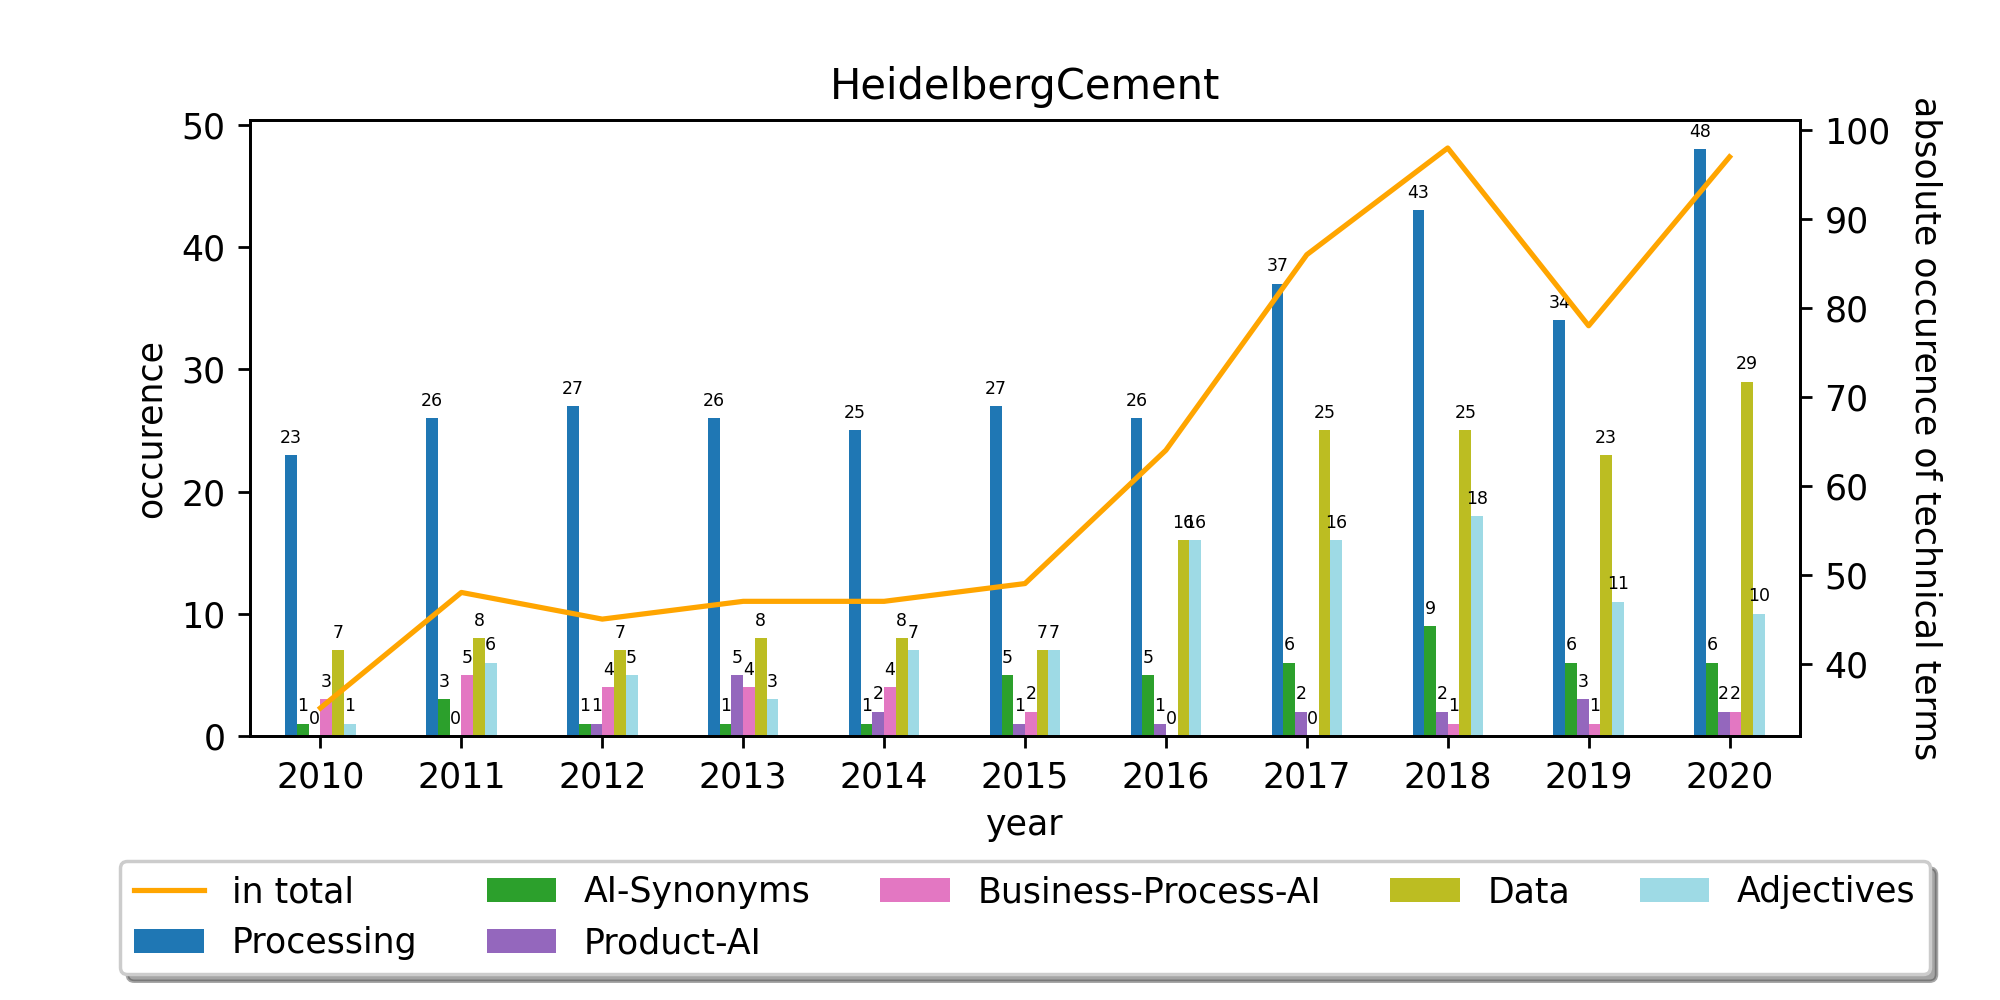 HeidelbergCement
50
40
30
20
10
0
occurence
100
90
80
70
60
50
40
absolute occurence of technical terms
23 1 0 3 7 1
26 3 0 5 8 6
27 1 1 4 7 5
26 1 5 4 8 3
25 1 2 4 8 7
27 5 1 2 7 7
26 5 1 0 16 16
37 6 2 0 25 16
43 9 2 1 25 18
34 6 3 1 23 11
48 6 2 2 29 10
2010 2011 2012 2013 2014 2015 2016 2017 2018 2019 2020
year
in total AI-Synonyms Business-Process-AI Data Adjectives
Processing Product-AI